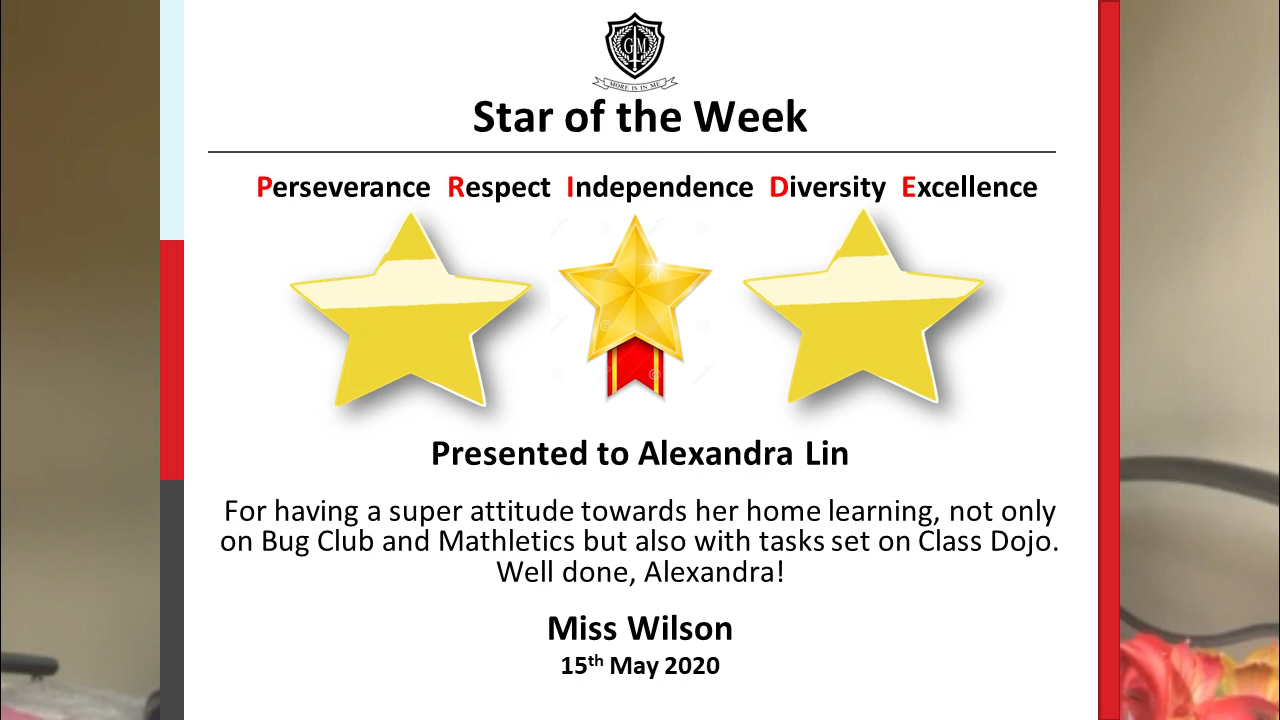 GM
MORE IS IN ME
Star of the Week
Perseverance Respect Independence Diversity Excellence
Presented to Alexandra Lin
For having a super attitude towards her home learning, not only
on Bug Club and Mathletics but also with tasks set on Class Dojo.
Well done, Alexandra!
Miss Wilson
15th May 2020